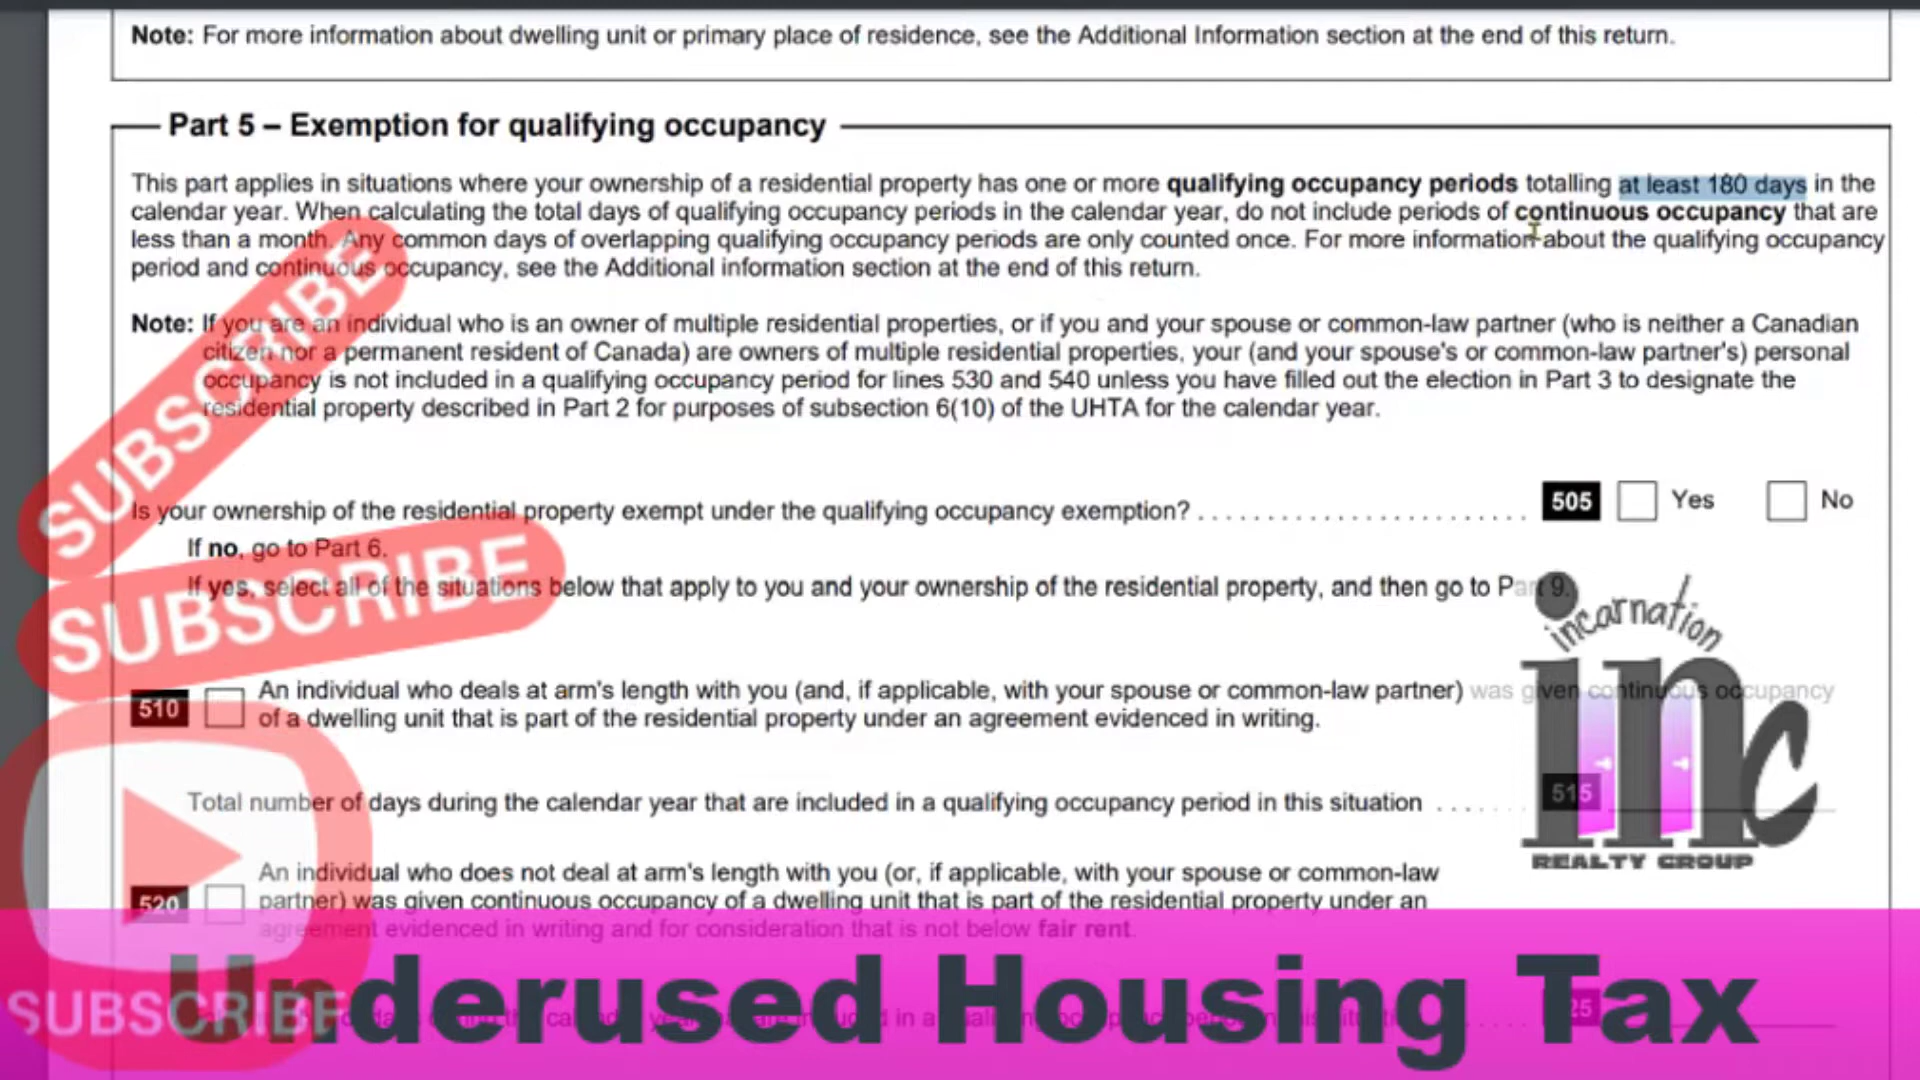 Note: For more information about dwelling unit or primary place of residence, see the Additional Information section at the end of this return.
Part 5 – Exemption for qualifying occupancy
This part applies in situations where your ownership of a residential property has one or more qualifying occupancy periods totalling at least 180 days in the
calendar year. When calculating the total days of qualifying occupancy periods in the calendar year, do not include periods of continuous occupancy that are
less than a month. Any common days of overlapping qualifying occupancy periods are only counted once. For more information about the qualifying occupancy
period and continuous occupancy, see the Additional information section at the end of this return.
Note: If you are an individual who is an owner of multiple residential properties, or if you and your spouse or common-law partner (who is neither a Canadian
citizen nor a permanent resident of Canada) are owners of multiple residential properties, your (and your spouse's or common-law partner's) personal
occupancy is not included in a qualifying occupancy period for lines 530 and 540 unless you have filled out the election in Part 3 to designate the
residential property described in Part 2 for purposes of subsection 6(10) of the UHTA for the calendar year.
SUBSCRIBE
Is your ownership of the residential property exempt under the qualifying occupancy exemption? . . . . . . . . . . . . . . . . . . . . . . . . . 505 Yes No
If no, go to Part 6.
If yes, select all of the situations below that apply to you and your ownership of the residential property, and then go to Part 9.
SUBSCRIBE
incarnation
inc
REALTY GROUP
510 An individual who deals at arm's length with you (and, if applicable, with your spouse or common-law partner) was given continuous occupancy
of a dwelling unit that is part of the residential property under an agreement evidenced in writing.
Total number of days during the calendar year that are included in a qualifying occupancy period in this situation . . . . . . 515
520 An individual who does not deal at arm's length with you (or, if applicable, with your spouse or common-law
partner) was given continuous occupancy of a dwelling unit that is part of the residential property under an
agreement evidenced in writing and for consideration that is not below fair rent.
SUBSCRIBE
Underused Housing Tax